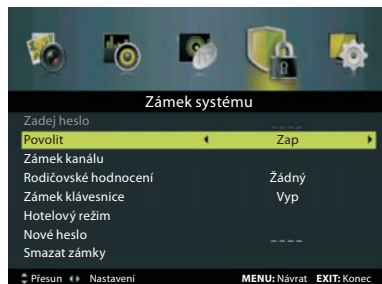 Zámek systému
Zadej heslo _ _ _ _
Povolit Zap
Zámek kanálu
Rodičovské hodnocení Žádný
Zámek klávesnice Vyp
Hotelový režim
Nové heslo _ _ _ _
Smazat zámky
Přesun Nastavení MENU: Návrat EXIT: Konec